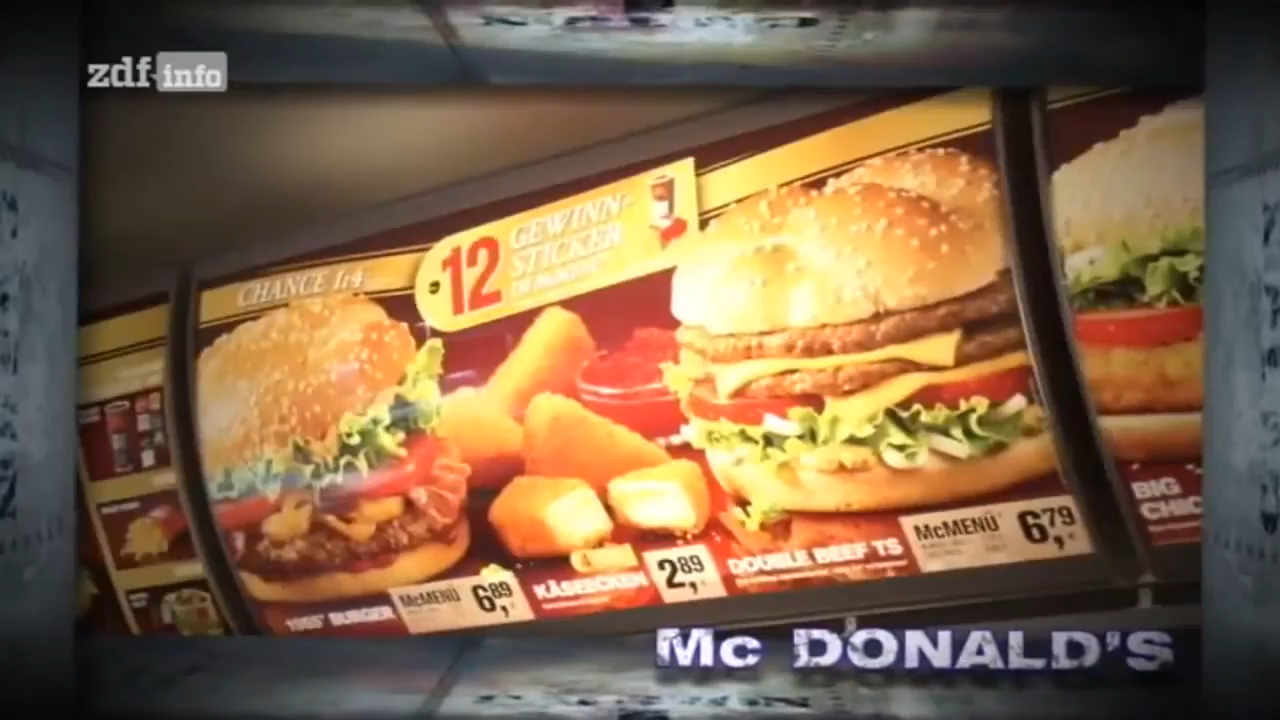 zdf info
CHANCE 1:4
12
GEWINN-
STICKER
1955® BURGER
McMENÜ
6,89
KÄSEECKEN
2,89
DOUBLE BEEF TS
McMENÜ
6,79
BIG
CHIC
Mc DONALD'S